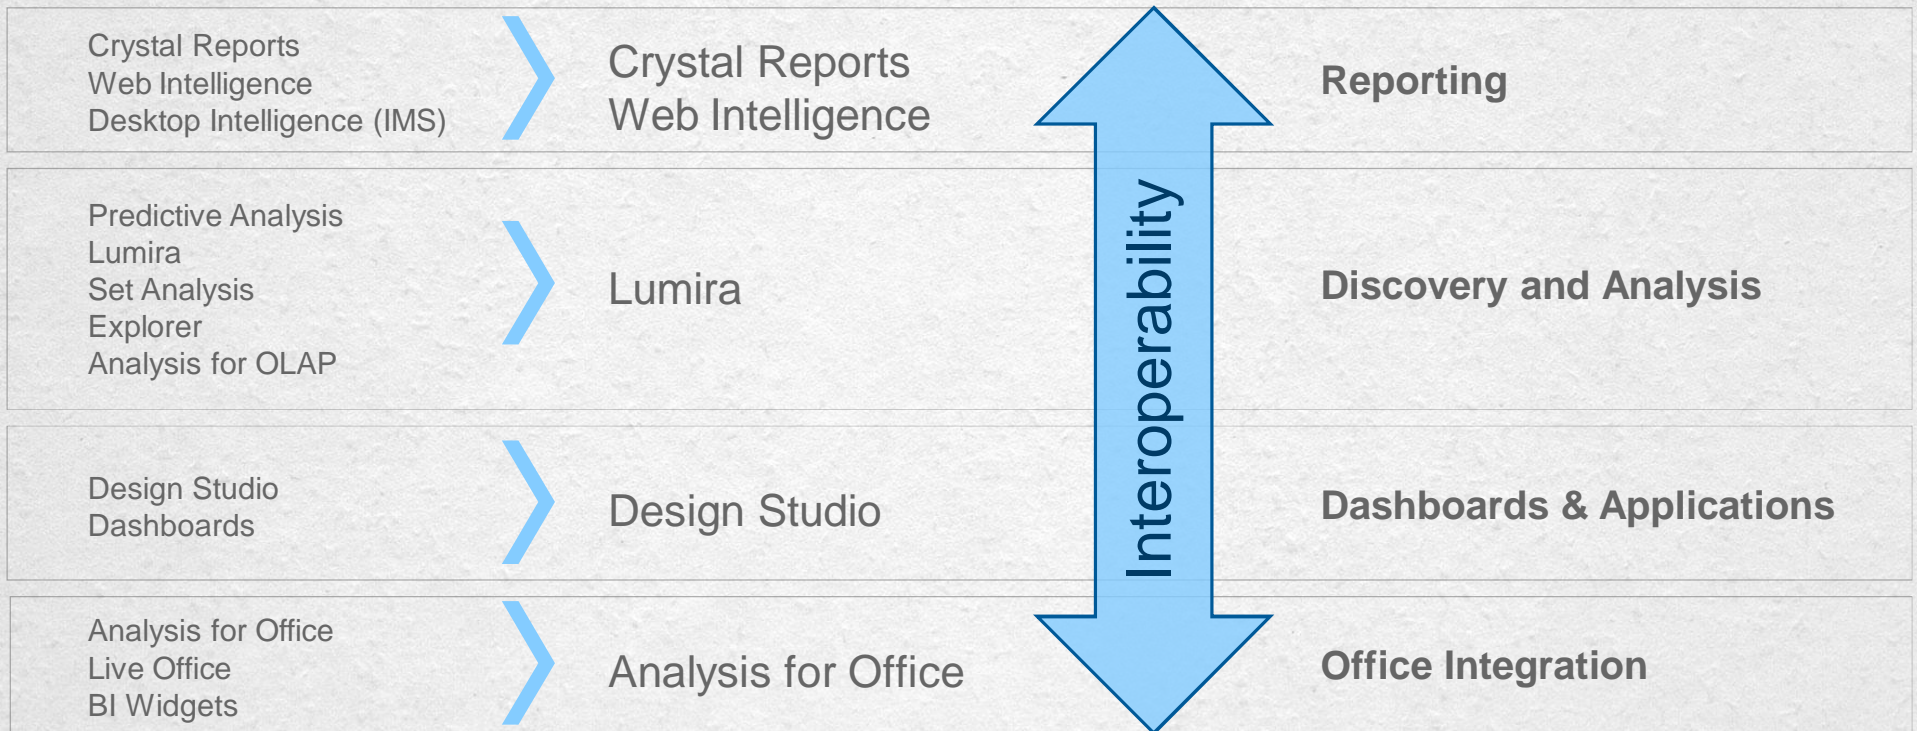 Crystal Reports
Web Intelligence
Desktop Intelligence (IMS)
Crystal Reports
Web Intelligence
Reporting
Predictive Analysis
Lumira
Set Analysis
Explorer
Analysis for OLAP
Lumira
Discovery and Analysis
Design Studio
Dashboards
Design Studio
Dashboards & Applications
Analysis for Office
Live Office
BI Widgets
Analysis for Office
Office Integration
Interoperability